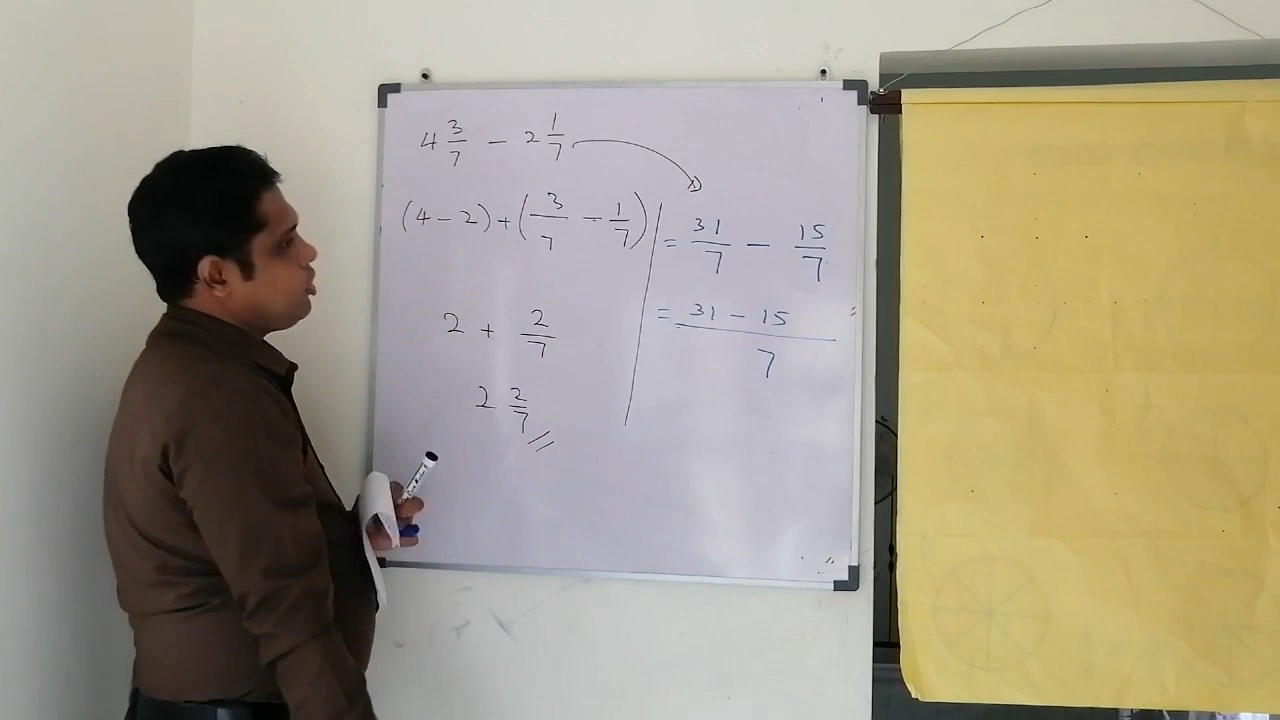 4 3/7 - 2 1/7
(4 - 2) + (3/7 - 1/7)
2 + 2/7
2 2/7 //
= 31/7 - 15/7
= (31 - 15)/7